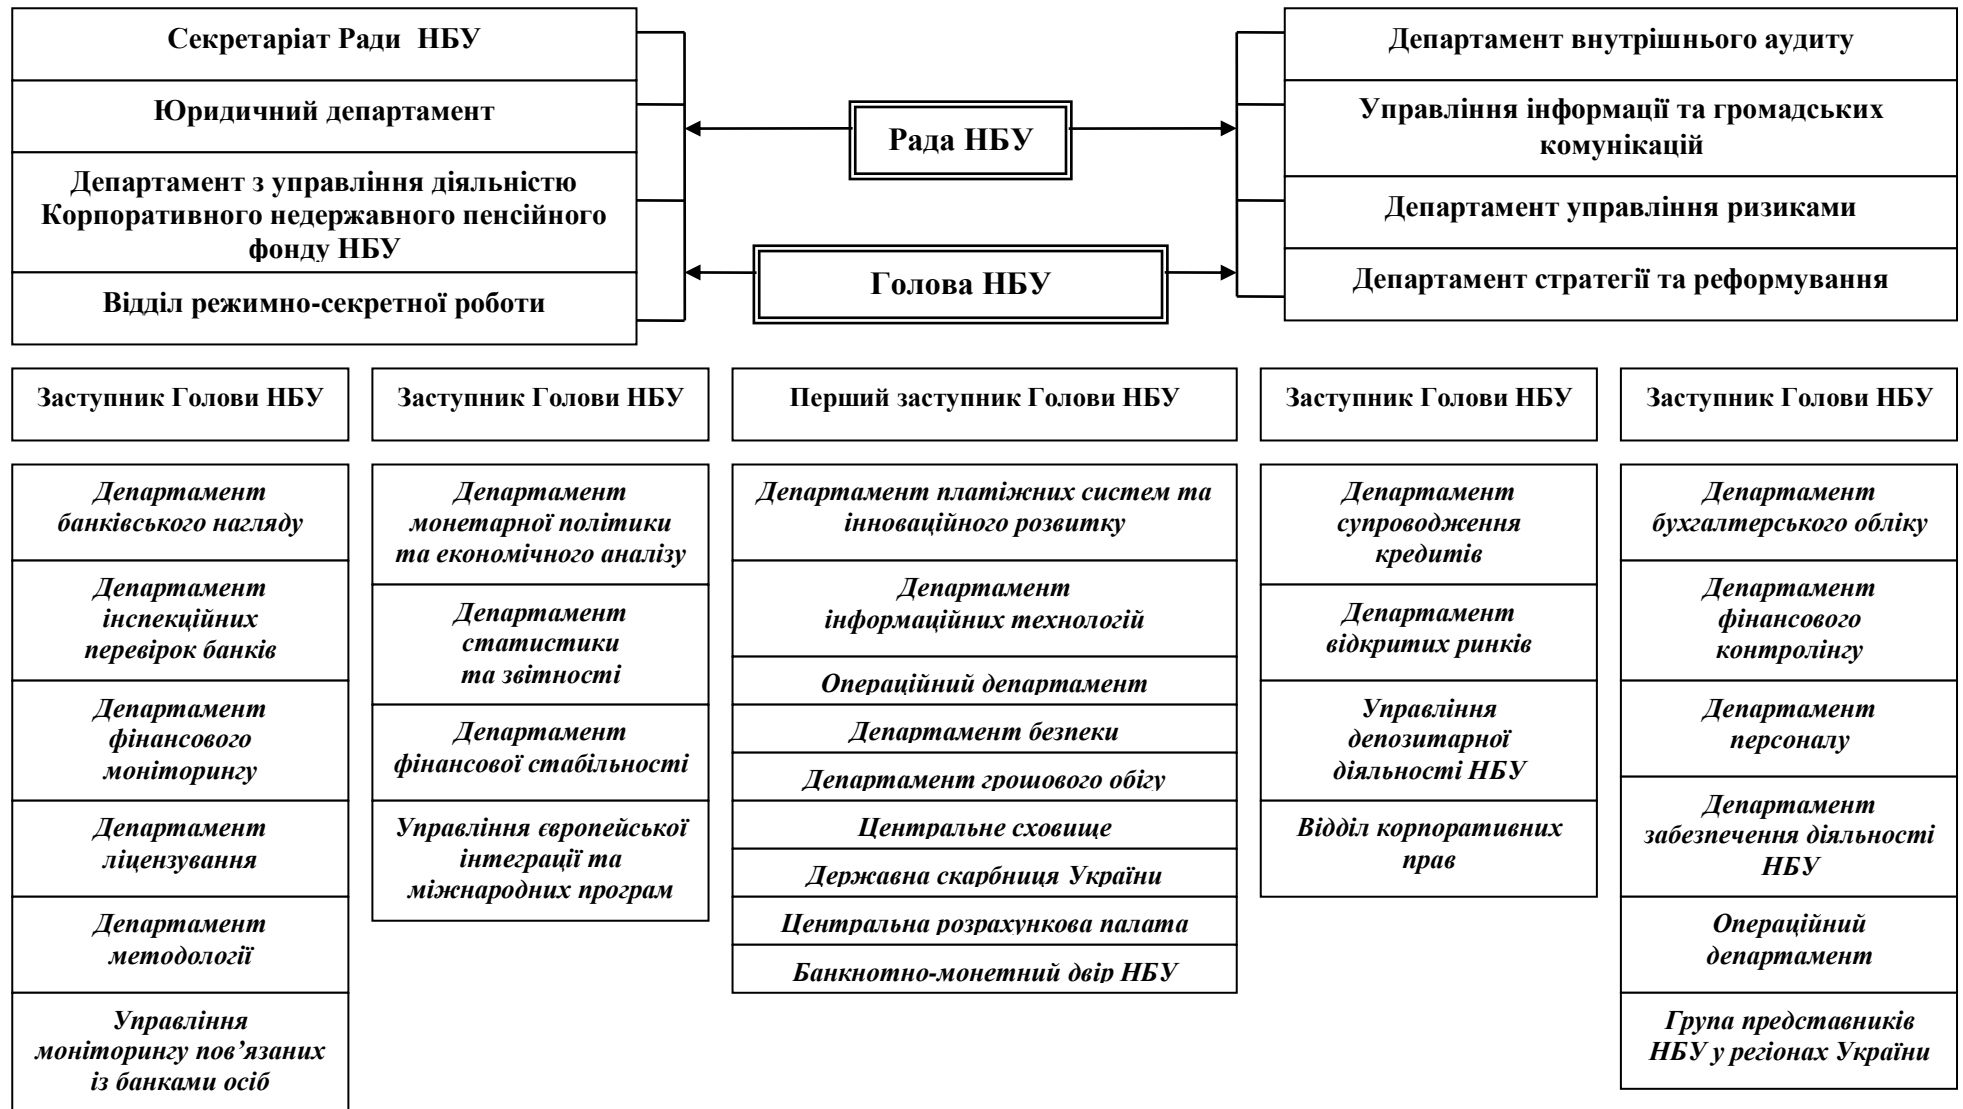 Секретаріат Ради НБУ
Юридичний департамент
Департамент з управління діяльністю
Корпоративного недержавного пенсійного
фонду НБУ
Відділ режимно-секретної роботи
Рада НБУ
Голова НБУ
Департамент внутрішнього аудиту
Управління інформації та громадських
комунікацій
Департамент управління ризиками
Департамент стратегії та реформування
Заступник Голови НБУ
Департамент
банківського нагляду
Департамент
інспекційних
перевірок банків
Департамент
фінансового
моніторингу
Департамент
ліцензування
Департамент
методології
Управління
моніторингу пов’язаних
із банками осіб
Заступник Голови НБУ
Департамент
монетарної політики
та економічного аналізу
Департамент
статистики
та звітності
Департамент
фінансової стабільності
Управління європейської
інтеграції та
міжнародних програм
Перший заступник Голови НБУ
Департамент платіжних систем та
інноваційного розвитку
Департамент
інформаційних технологій
Операційний департамент
Департамент безпеки
Департамент грошового обігу
Центральне сховище
Державна скарбниця України
Центральна розрахункова палата
Банкнотно-монетний двір НБУ
Заступник Голови НБУ
Департамент
супроводження
кредитів
Департамент
відкритих ринків
Управління
депозитарної
діяльності НБУ
Відділ корпоративних
прав
Заступник Голови НБУ
Департамент
бухгалтерського обліку
Департамент
фінансового
контролінгу
Департамент
персоналу
Департамент
забезпечення діяльності
НБУ
Операційний
департамент
Група представників
НБУ у регіонах України